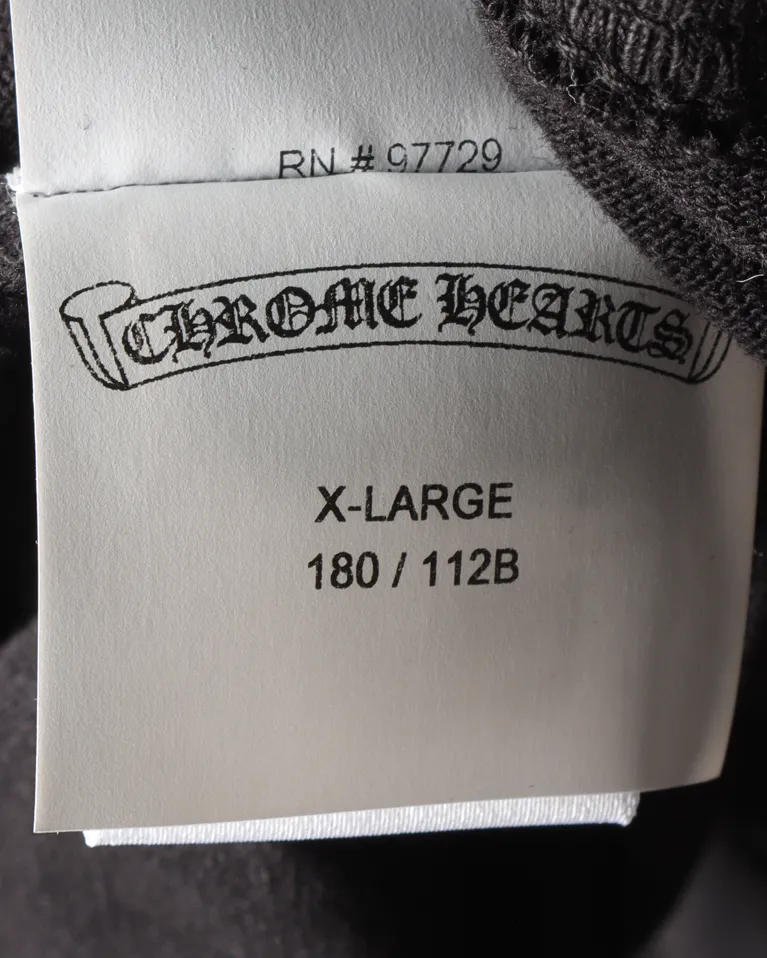 RN # 97729
CHROME HEARTS
X-LARGE
180 / 112B